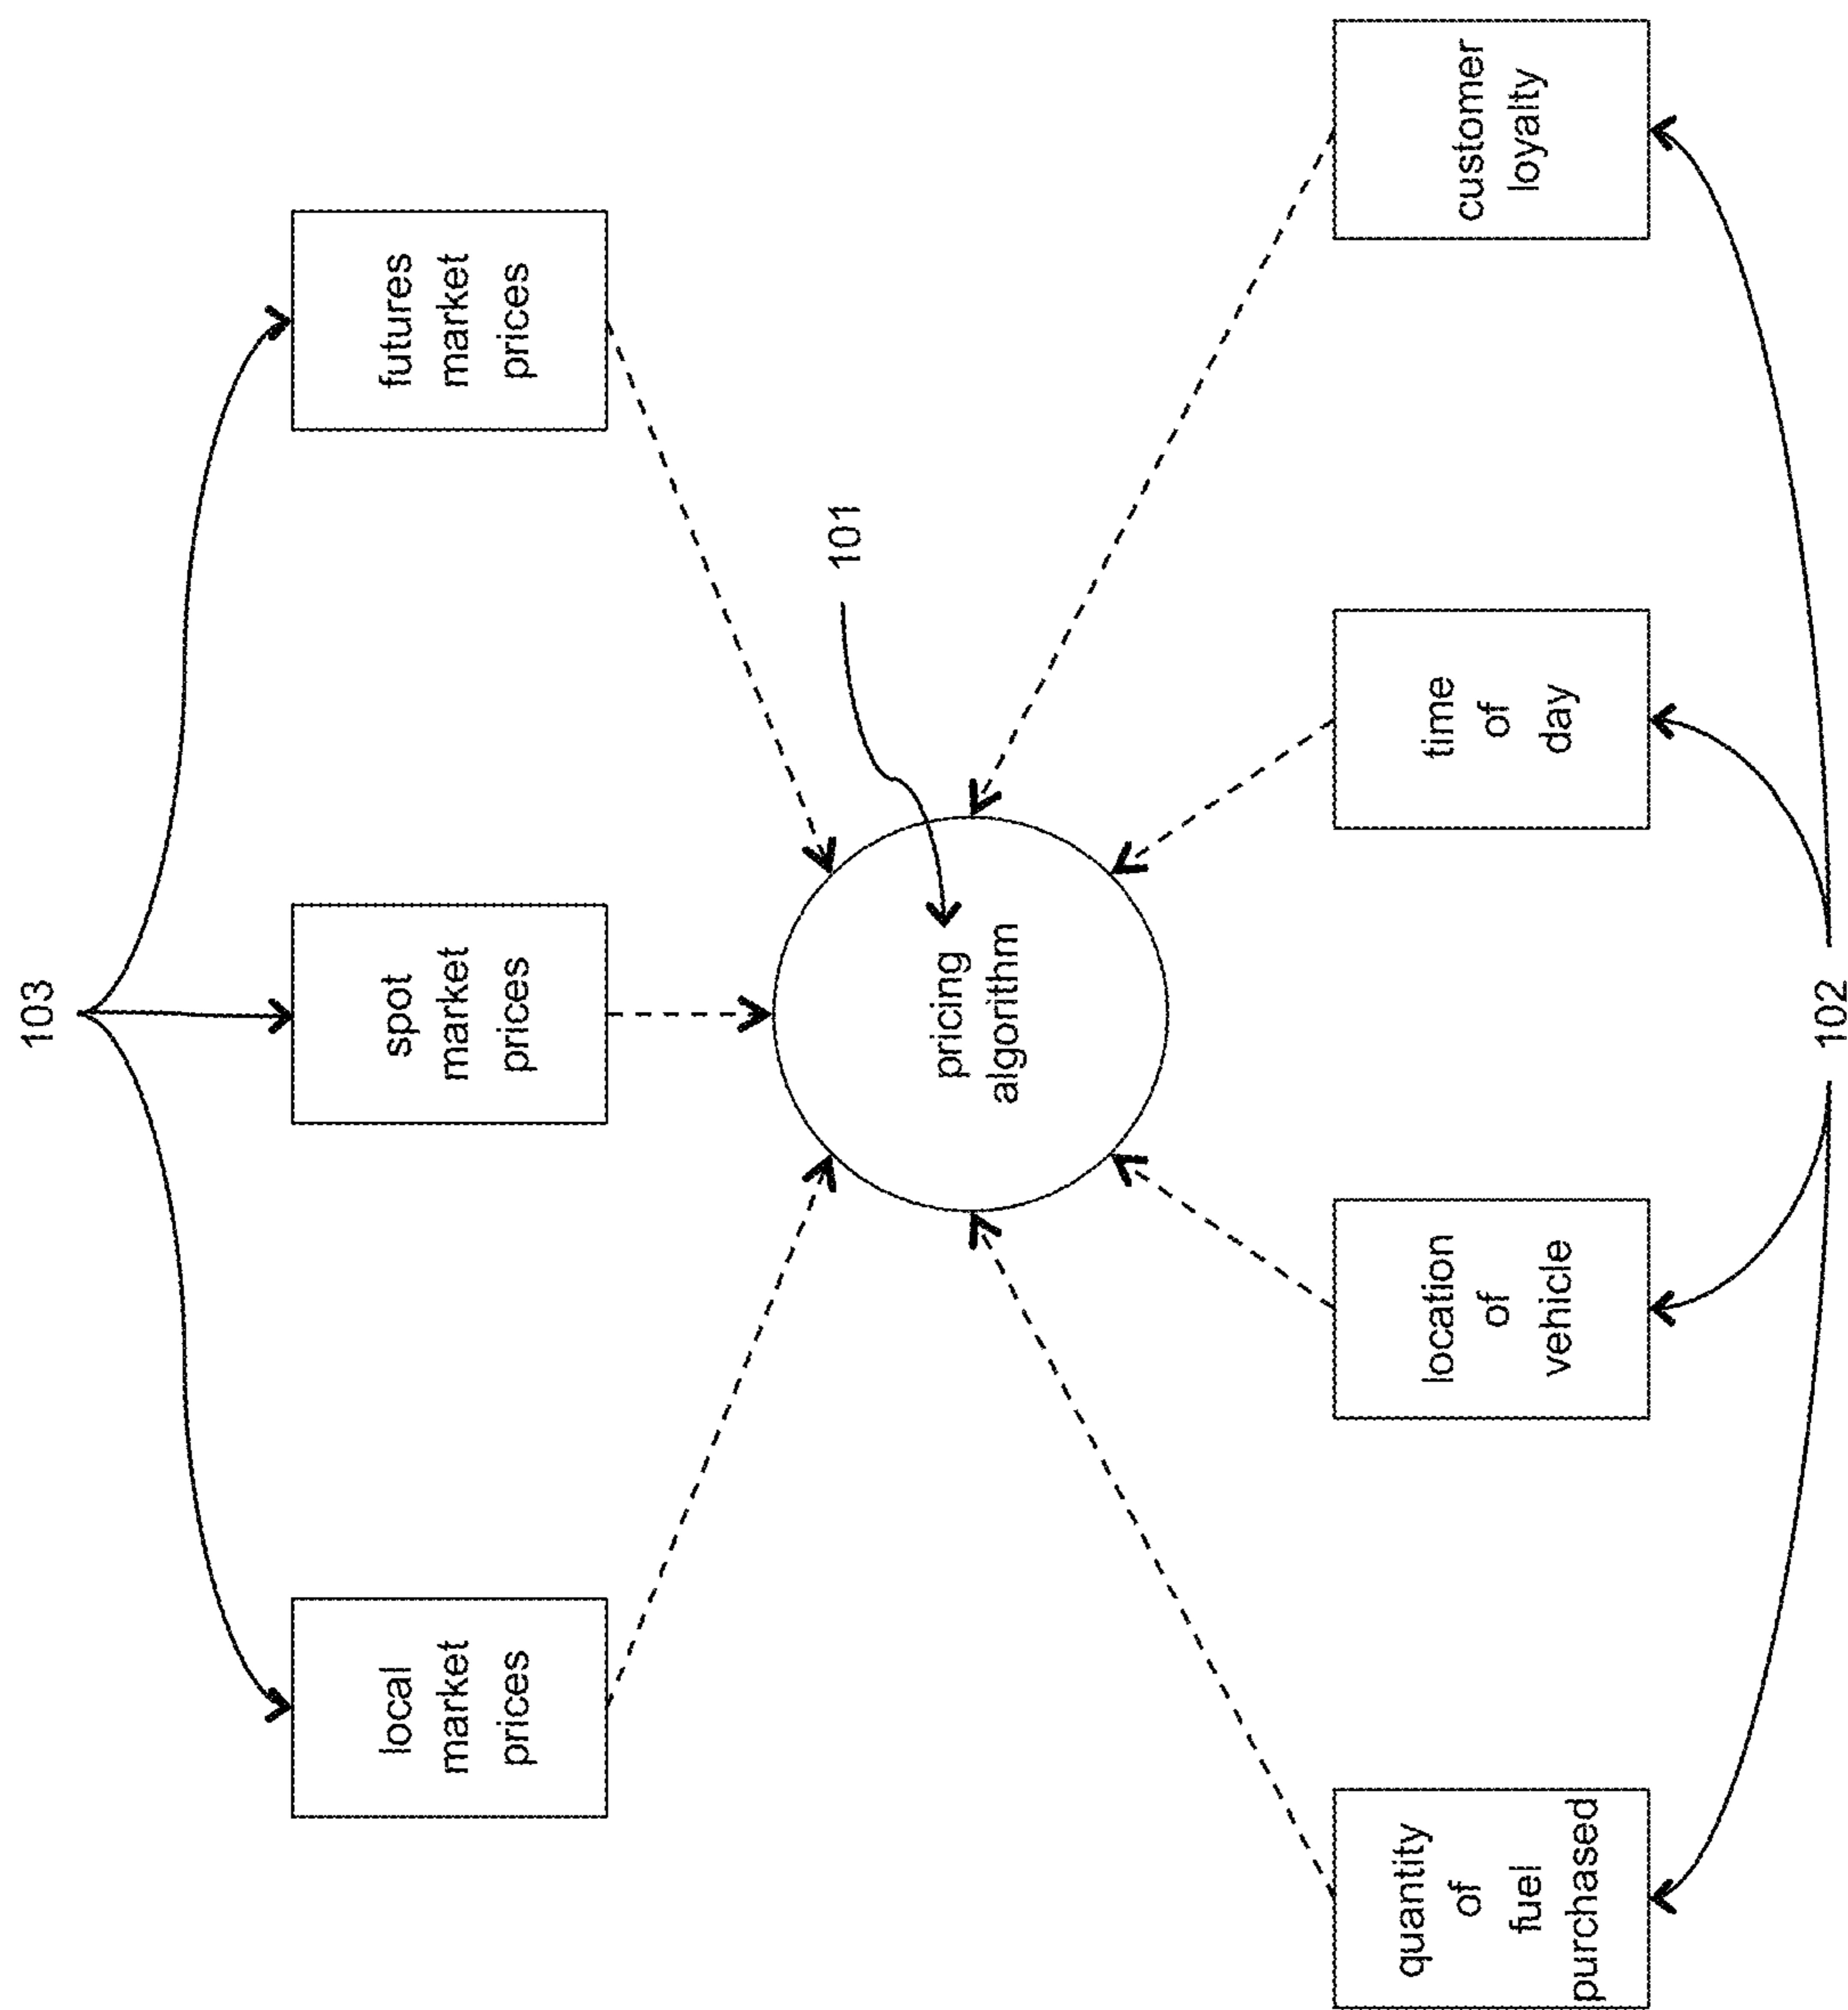 103
local
market
prices
spot
market
prices
futures
market
prices
101
pricing
algorithm
quantity
of
fuel
purchased
location
of
vehicle
time
of
day
customer
loyalty
102